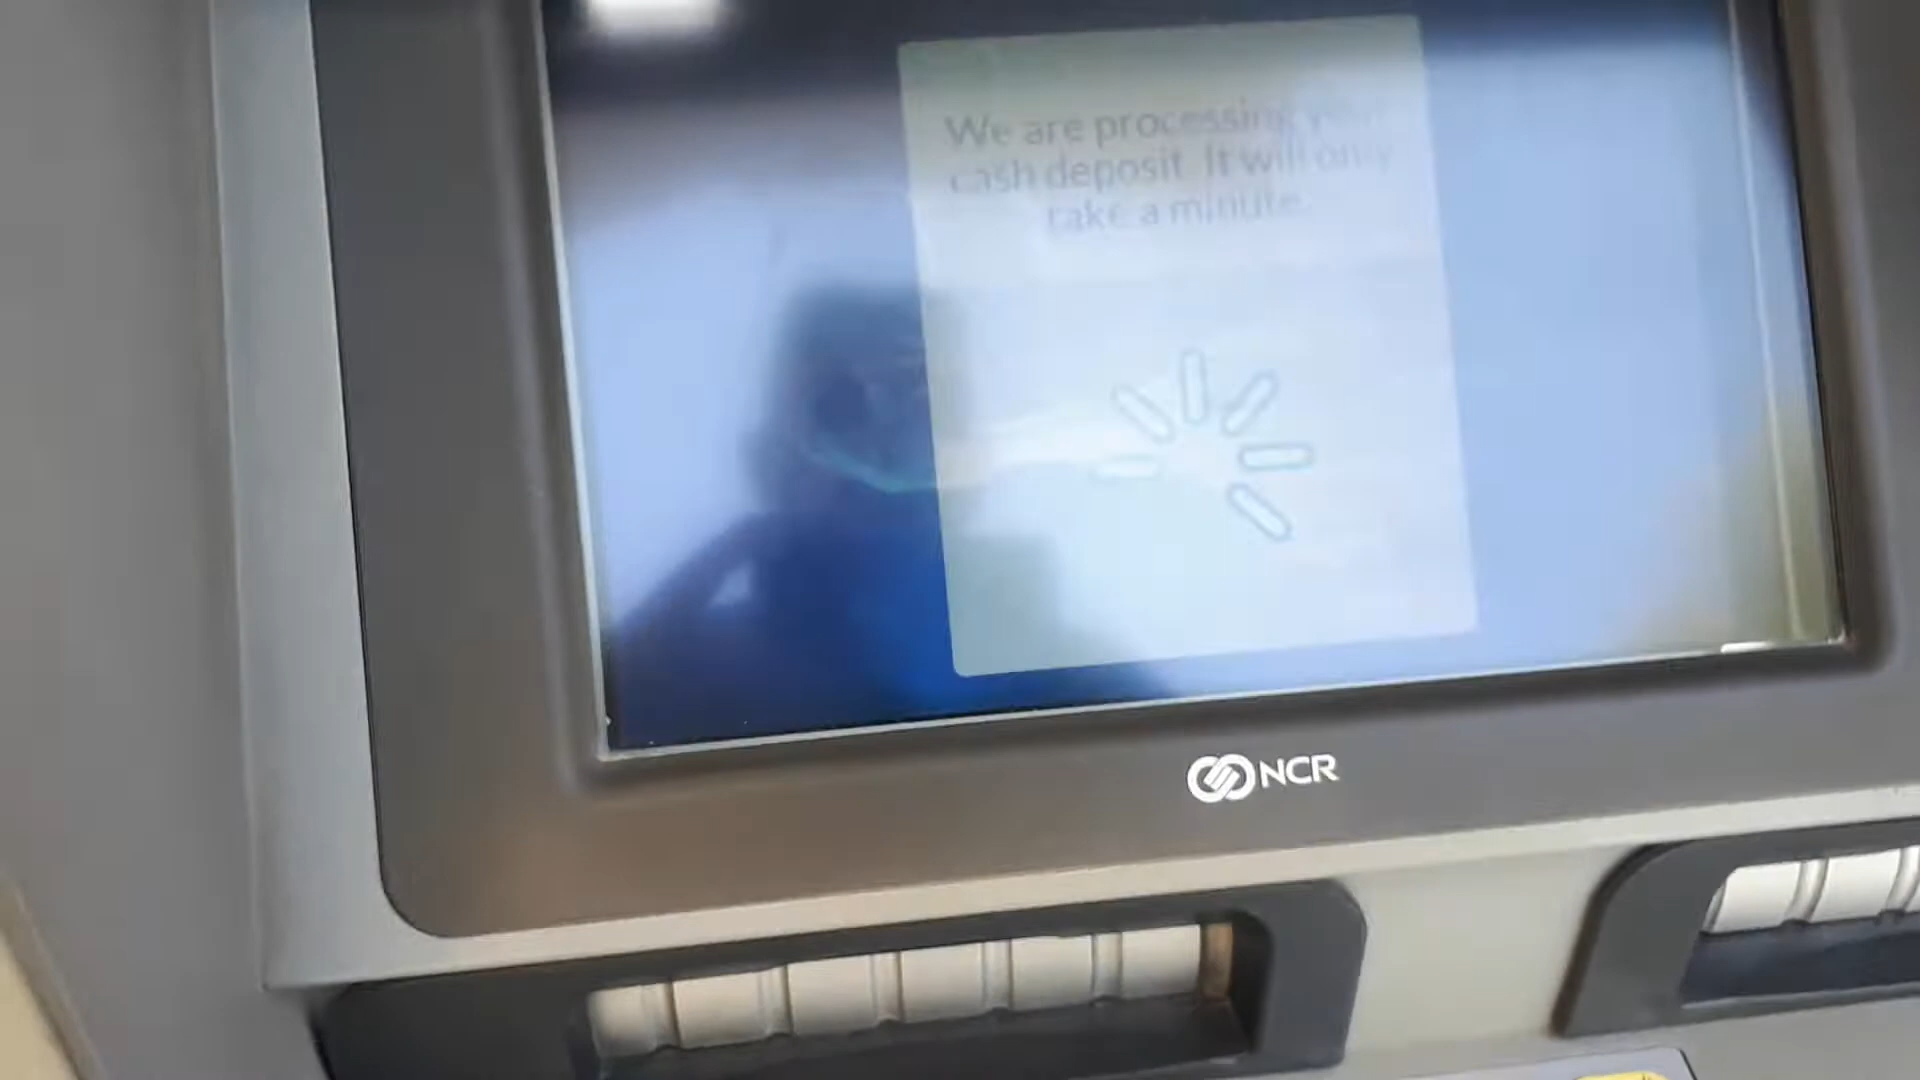 We are processing your
cash deposit. It will only
take a minute.
NCR